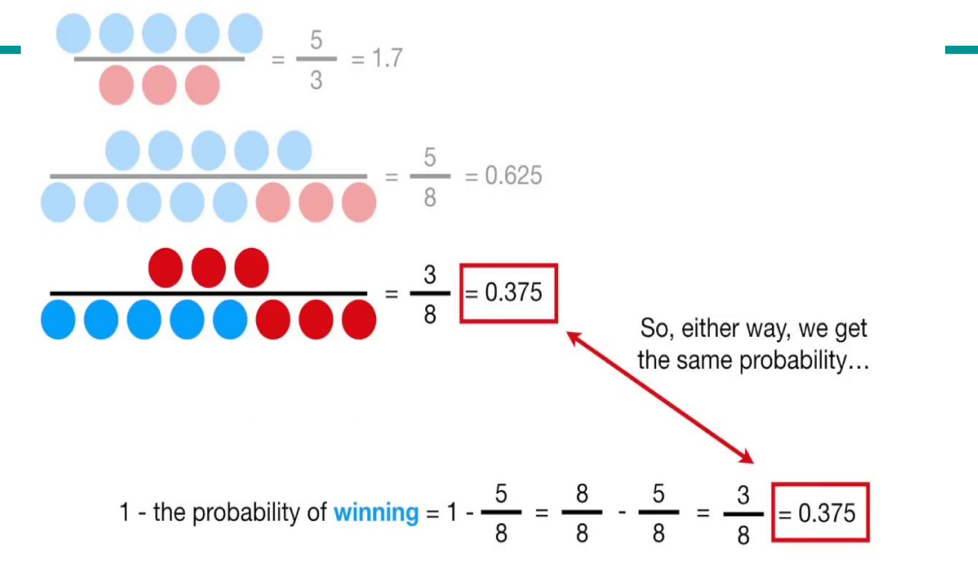 = 5/3 = 1.7
= 5/8 = 0.625
= 3/8 = 0.375
So, either way, we get
the same probability...
1 - the probability of winning = 1 - 5/8 = 8/8 - 5/8 = 3/8 = 0.375